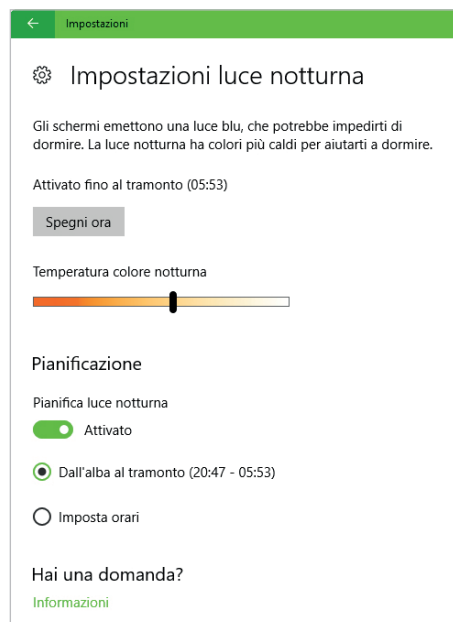 Impostazioni
Impostazioni luce notturna
Gli schermi emettono una luce blu, che potrebbe impedirti di
dormire. La luce notturna ha colori più caldi per aiutarti a dormire.
Attivato fino al tramonto (05:53)
Spegni ora
Temperatura colore notturna
Pianificazione
Pianifica luce notturna
Attivato
Dall'alba al tramonto (20:47 - 05:53)
Imposta orari
Hai una domanda?
Informazioni